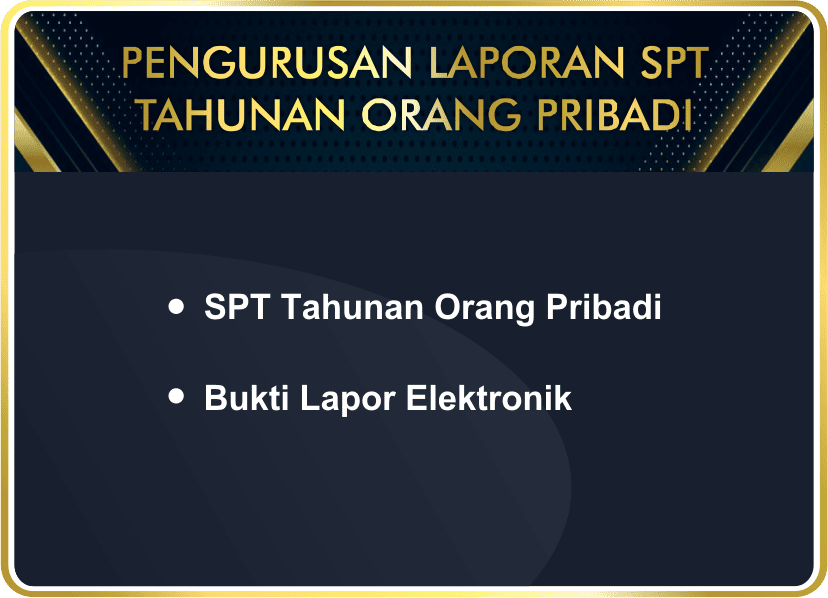 PENGURUSAN LAPORAN SPT
TAHUNAN ORANG PRIBADI
• SPT Tahunan Orang Pribadi
• Bukti Lapor Elektronik